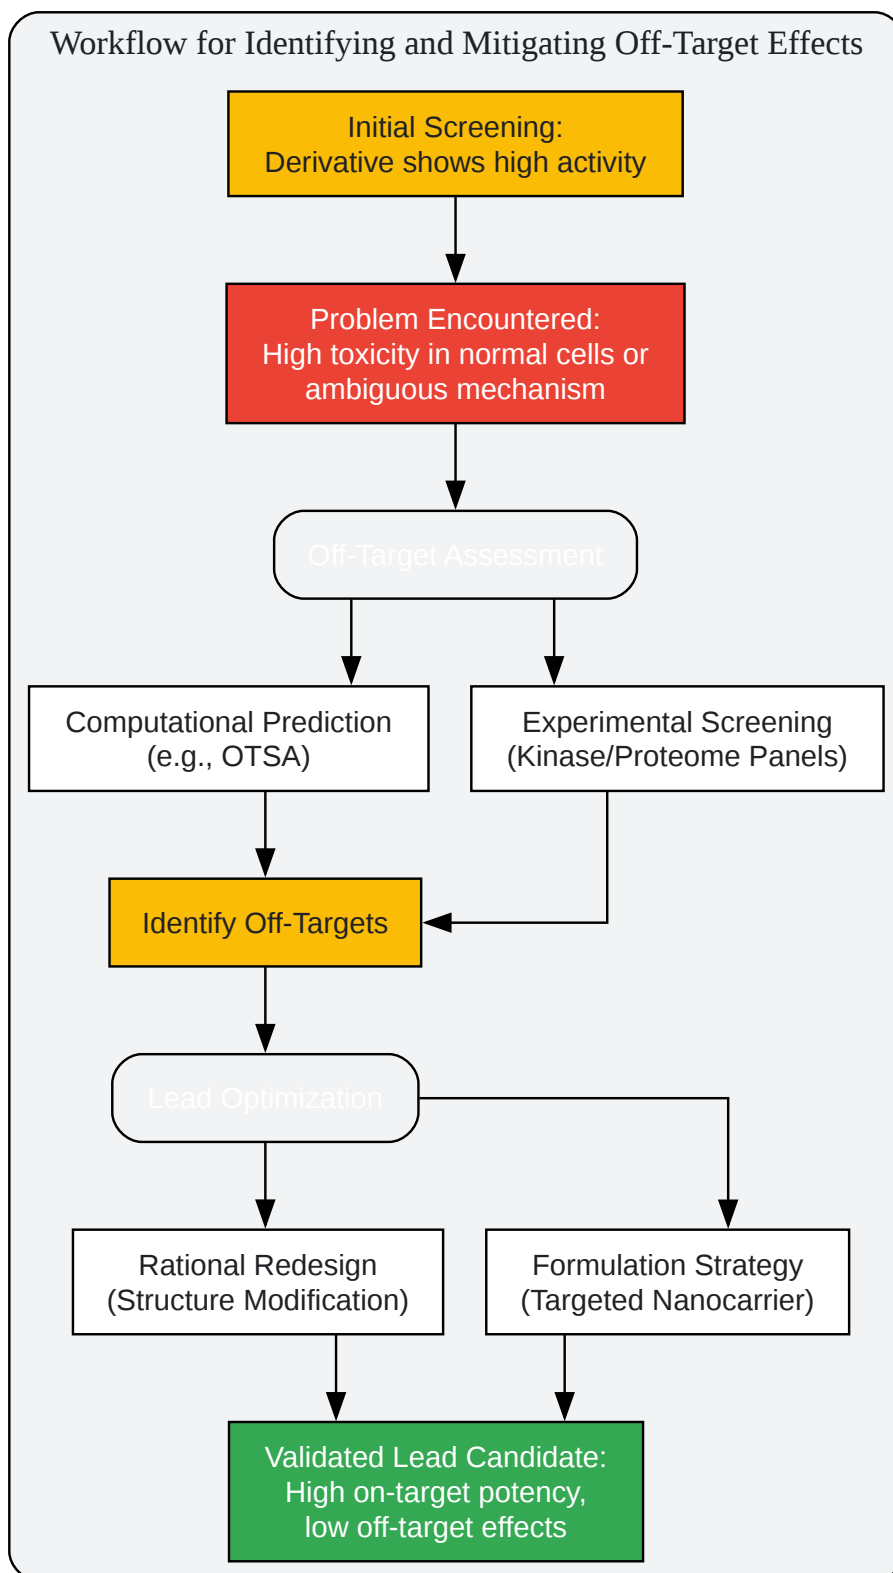 Workflow for Identifying and Mitigating Off-Target Effects
Initial Screening:
Derivative shows high activity
Problem Encountered:
High toxicity in normal cells or
ambiguous mechanism
Off-Target Assessment
Computational Prediction
(e.g., OTSA)
Experimental Screening
(Kinase/Proteome Panels)
Identify Off-Targets
Lead Optimization
Rational Redesign
(Structure Modification)
Formulation Strategy
(Targeted Nanocarrier)
Validated Lead Candidate:
High on-target potency,
low off-target effects